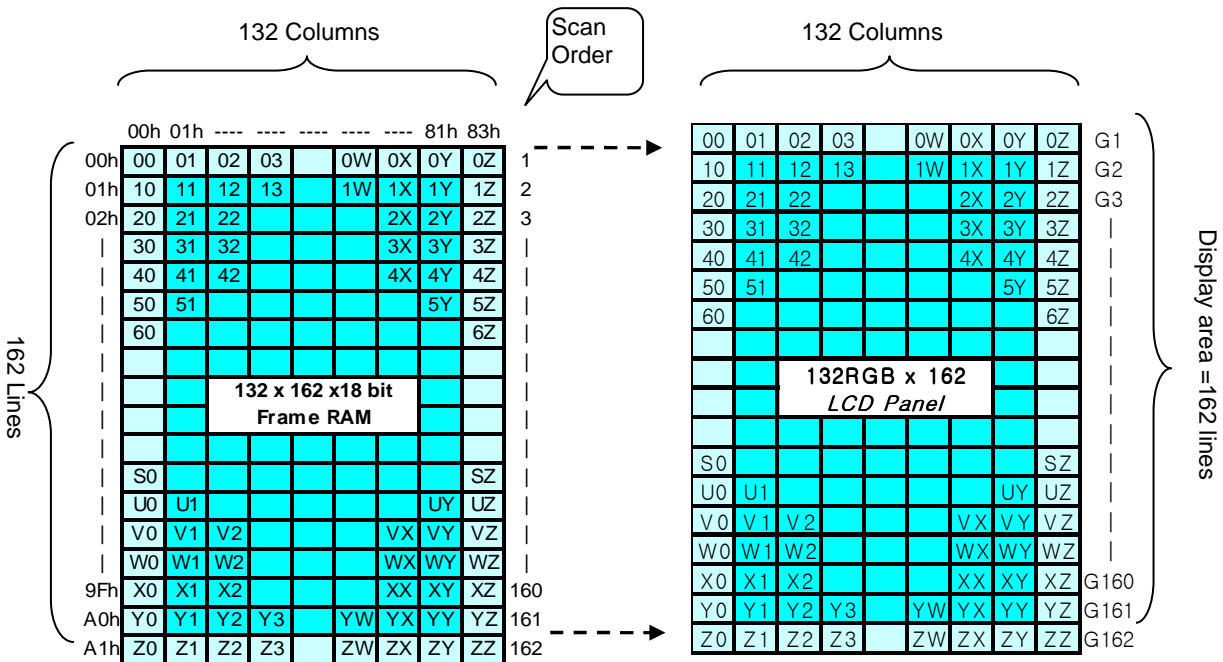 132 Columns
Scan
Order
132 Columns
00h 01h ---- ---- ---- ---- ---- 81h 83h
00h 00 01 02 03 0W 0X 0Y 0Z 1
01h 10 11 12 13 1W 1X 1Y 1Z 2
02h 20 21 22 2X 2Y 2Z 3
30 31 32 3X 3Y 3Z
40 41 42 4X 4Y 4Z
50 51 5Y 5Z
60 6Z
132 x 162 x18 bit
Frame RAM
S0 SZ
U0 U1 UY UZ
V0 V1 V2 VX VY VZ
W0 W1 W2 WX WY WZ
9Fh X0 X1 X2 XX XY XZ 160
A0h Y0 Y1 Y2 Y3 YW YX YY YZ 161
A1h Z0 Z1 Z2 Z3 ZW ZX ZY ZZ 162
162 Lines
00 01 02 03 0W 0X 0Y 0Z G1
10 11 12 13 1W 1X 1Y 1Z G2
20 21 22 2X 2Y 2Z G3
30 31 32 3X 3Y 3Z
40 41 42 4X 4Y 4Z
50 51 5Y 5Z
60 6Z
132RGB x 162
LCD Panel
S0 SZ
U0 U1 UY UZ
V0 V1 V2 VX VY VZ
W0 W1 W2 WX WY WZ
X0 X1 X2 XX XY XZ G160
Y0 Y1 Y2 Y3 YW YX YY YZ G161
Z0 Z1 Z2 Z3 ZW ZX ZY ZZ G162
Display area =162 lines